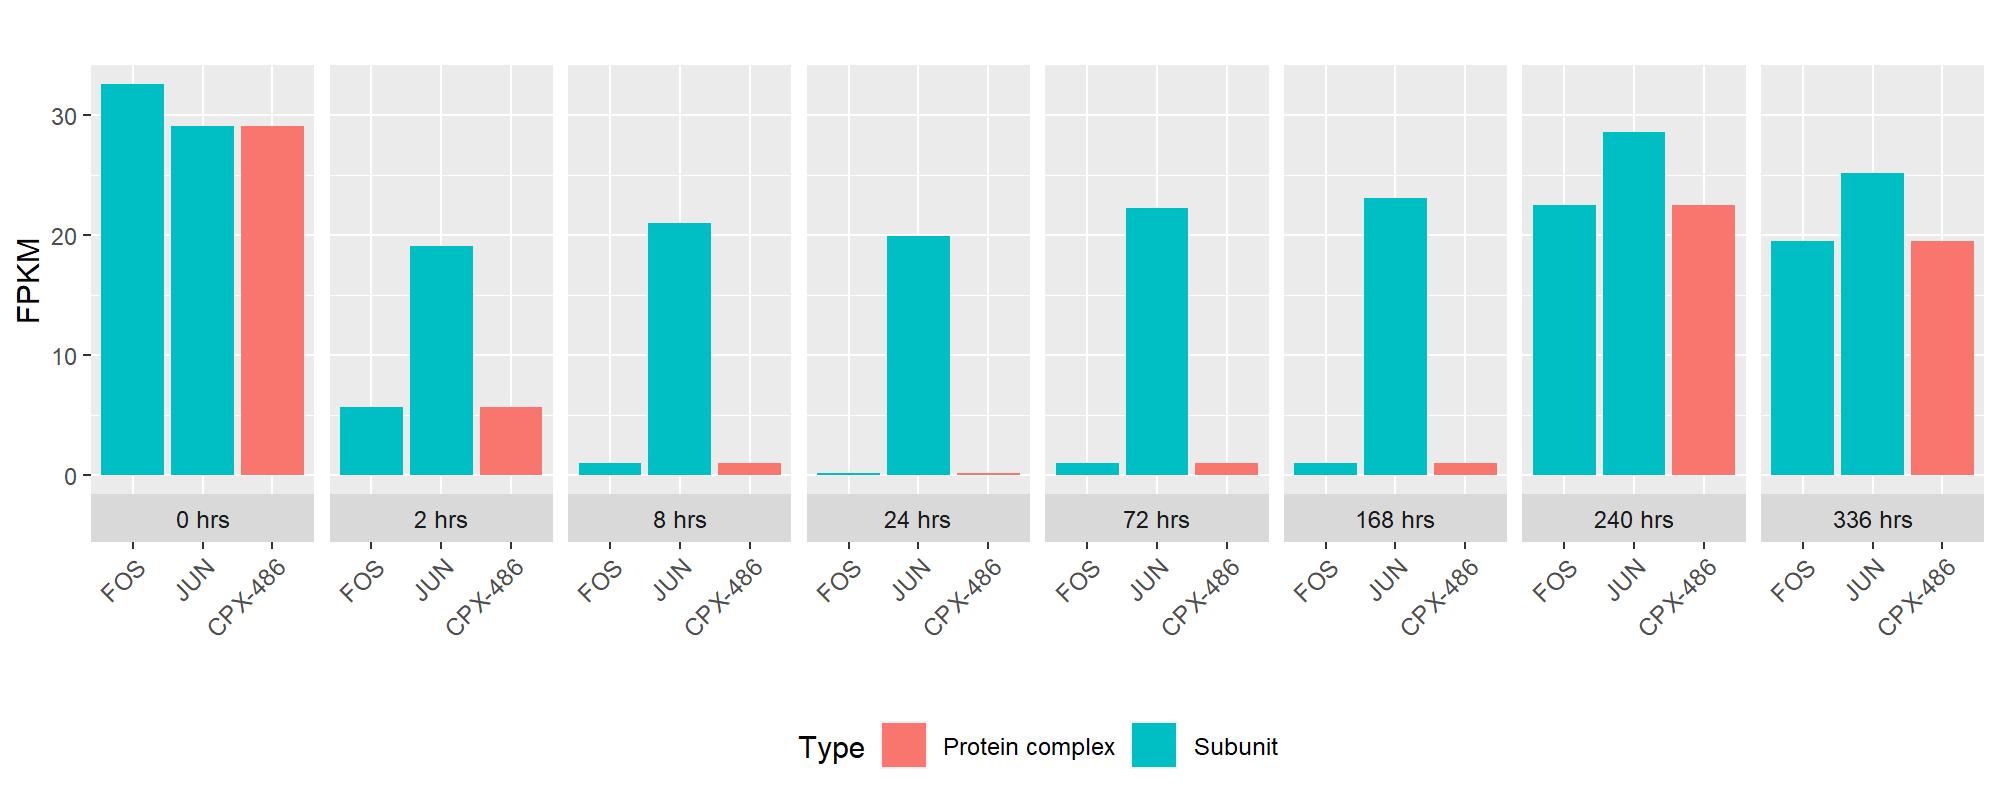 FPKM
30
20
10
0
0 hrs 2 hrs 8 hrs 24 hrs 72 hrs 168 hrs 240 hrs 336 hrs
FOS JUN CPX-486 FOS JUN CPX-486 FOS JUN CPX-486 FOS JUN CPX-486 FOS JUN CPX-486 FOS JUN CPX-486 FOS JUN CPX-486 FOS JUN CPX-486
Type Protein complex Subunit